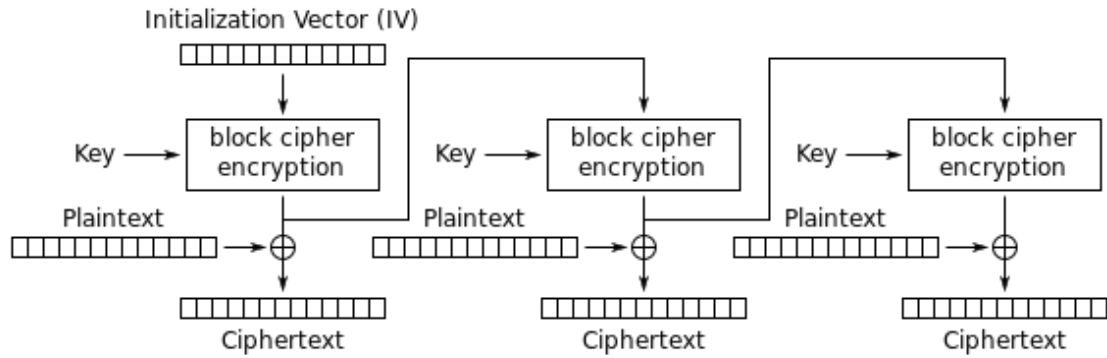 Initialization Vector (IV)
Key
block cipher
encryption
Key
block cipher
encryption
Key
block cipher
encryption
Plaintext
Plaintext
Plaintext
Ciphertext
Ciphertext
Ciphertext